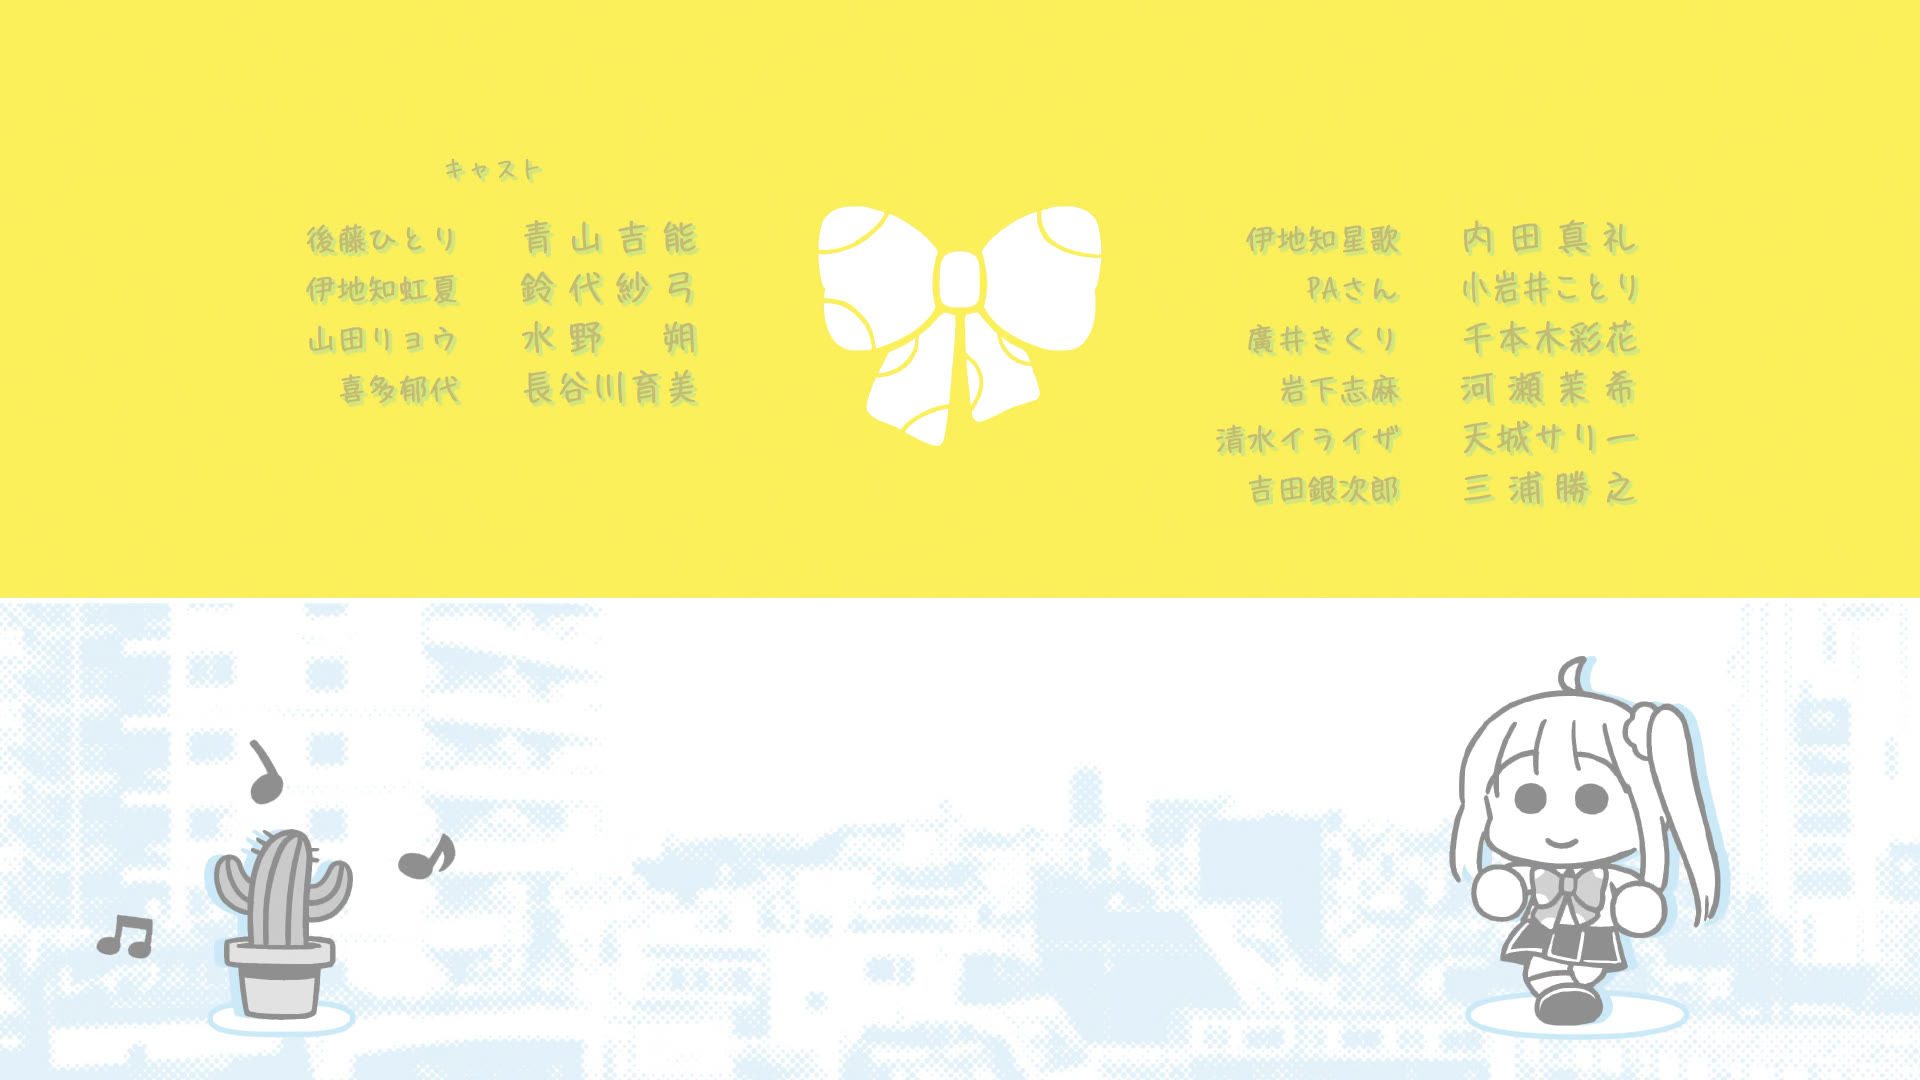 キャスト
後藤ひとり 青山吉能
伊地知虹夏 鈴代紗弓
山田リョウ 水野 朔
喜多郁代 長谷川育美
伊地知星歌 内田真礼
PAさん 小岩井ことり
廣井きくり 千本木彩花
岩下志麻 河瀬茉希
清水イライザ 天城サリー
吉田銀次郎 三浦勝之